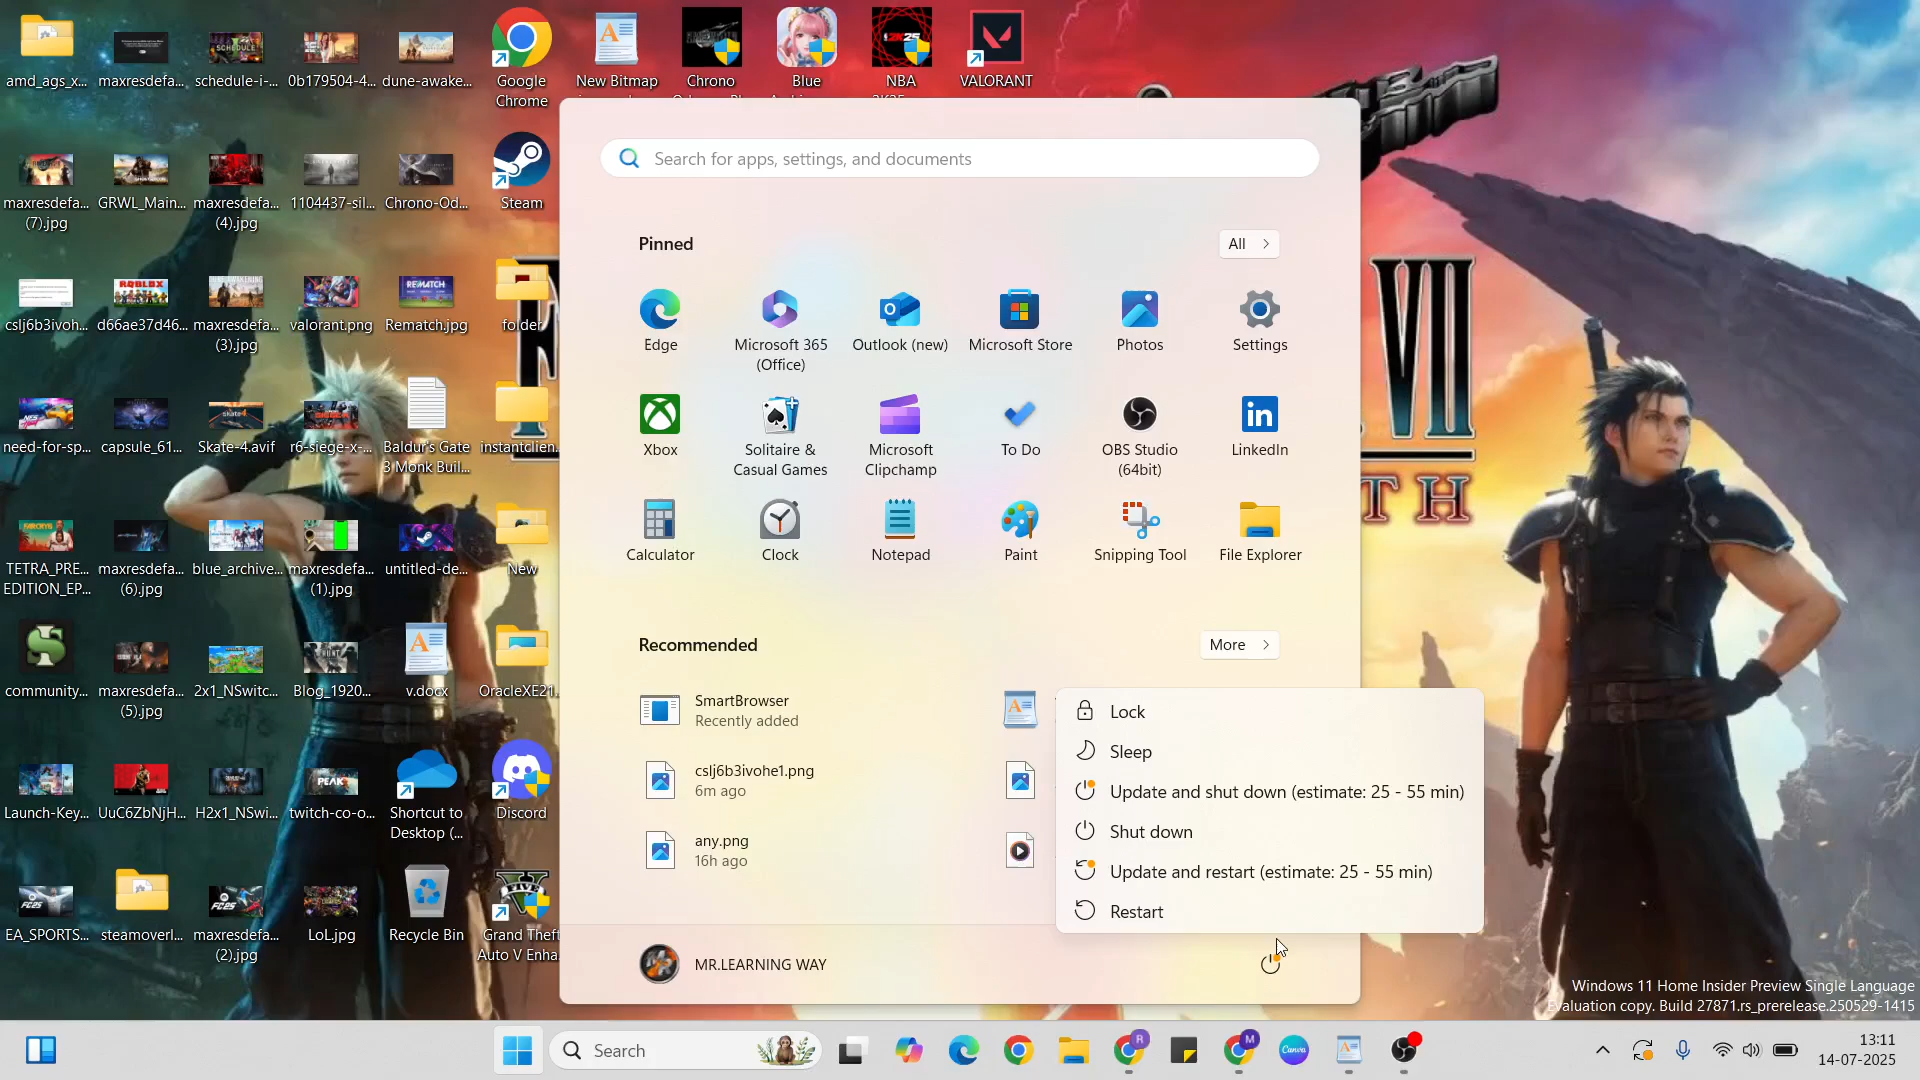 amd_ags_x...
maxresdefa...
schedule-i-...
0b179504-4...
dune-awake...
Google
Chrome
New Bitmap
Chrono
Blue
NBA
VALORANT
SCHEDULE
2K25
maxresdefa...
(7).jpg
GRWL_Main...
maxresdefa...
(4).jpg
1104437-sil...
Chrono-Od...
Steam
cslj6b3ivoh...
d66ae37d46...
maxresdefa...
(3).jpg
valorant.png
Rematch.jpg
folder
ROBLOX
REMATCH
need-for-sp...
capsule_61...
Skate-4.avif
r6-siege-x-...
Baldur's Gate
3 Monk Buil...
instantclien...
TETRA_PRE...
EDITION_EP...
maxresdefa...
(6).jpg
blue_archive...
maxresdefa...
(1).jpg
untitled-de...
New
community...
maxresdefa...
(5).jpg
2x1_NSwitc...
Blog_1920...
v.docx
OracleXE21...
Launch-Key...
UuC6ZbNjH...
H2x1_NSwi...
twitch-co-o...
Shortcut to
Desktop (...
Discord
PEAK
EA_SPORTS...
steamoverl...
maxresdefa...
(2).jpg
LoL.jpg
Recycle Bin
Grand Theft
Auto V Enha...
Search for apps, settings, and documents
Pinned
All
Edge
Microsoft 365
(Office)
Outlook (new)
Microsoft Store
Photos
Settings
Xbox
Solitaire &
Casual Games
Microsoft
Clipchamp
To Do
OBS Studio
(64bit)
LinkedIn
Calculator
Clock
Notepad
Paint
Snipping Tool
File Explorer
Recommended
More
SmartBrowser
Recently added
cslj6b3ivohe1.png
6m ago
any.png
16h ago
Lock
Sleep
Update and shut down (estimate: 25 - 55 min)
Shut down
Update and restart (estimate: 25 - 55 min)
Restart
MR.LEARNING WAY
VII
TH
Windows 11 Home Insider Preview Single Language
Evaluation copy. Build 27871.rs_prerelease.250529-1415
Search
R
M
Canva
13:11
14-07-2025